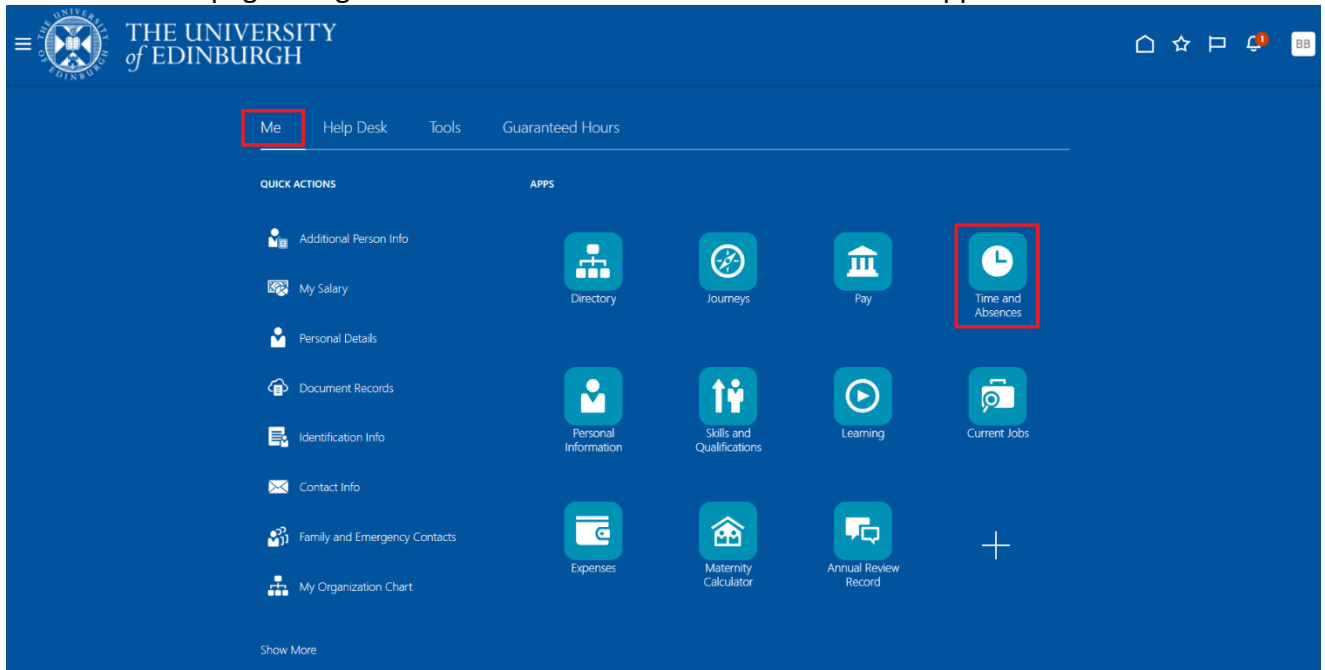 THE UNIVERSITY
of EDINBURGH
1
BB
Me
Help Desk
Tools
Guaranteed Hours
QUICK ACTIONS
APPS
Additional Person Info
My Salary
Personal Details
Document Records
Identification Info
Contact Info
Family and Emergency Contacts
My Organization Chart
Show More
Directory
Journeys
Pay
Time and
Absences
Personal
Information
Skills and
Qualifications
Learning
Current Jobs
Expenses
Maternity
Calculator
Annual Review
Record